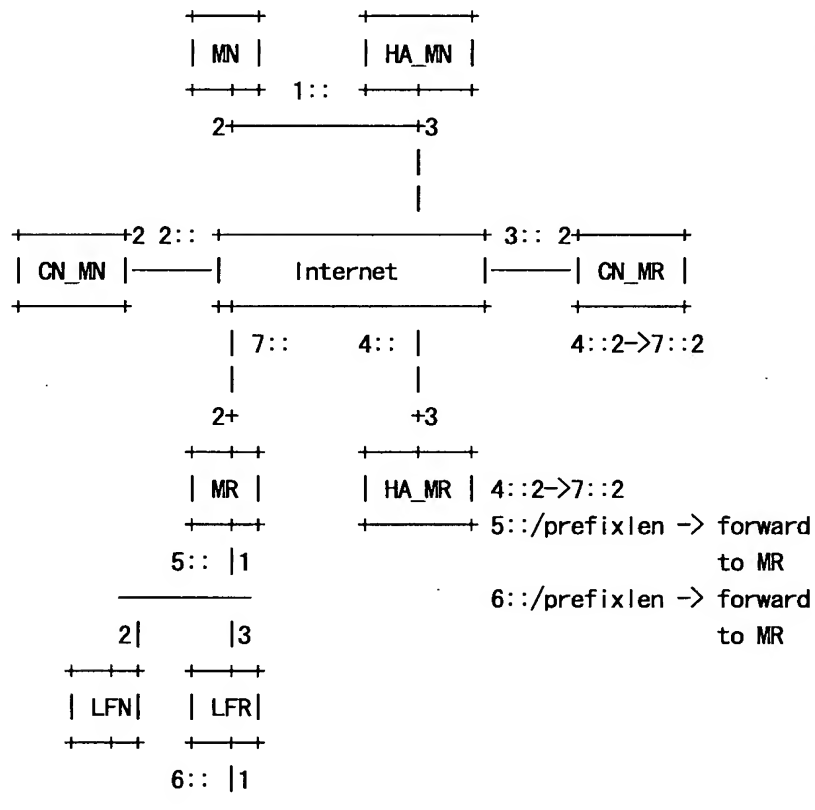 | MN |   | HA_MN |
1::
2+ +3
2 2::   3:: 2
| CN_MN |   | Internet |   | CN_MR |
| 7::   4:: |   4::2->7::2
2+   +3
| MR |   | HA_MR |   4::2->7::2
5::/prefixlen -> forward
5:: |1   to MR
6::/prefixlen -> forward
2|   |3   to MR
| LFN|   | LFR|
6:: |1